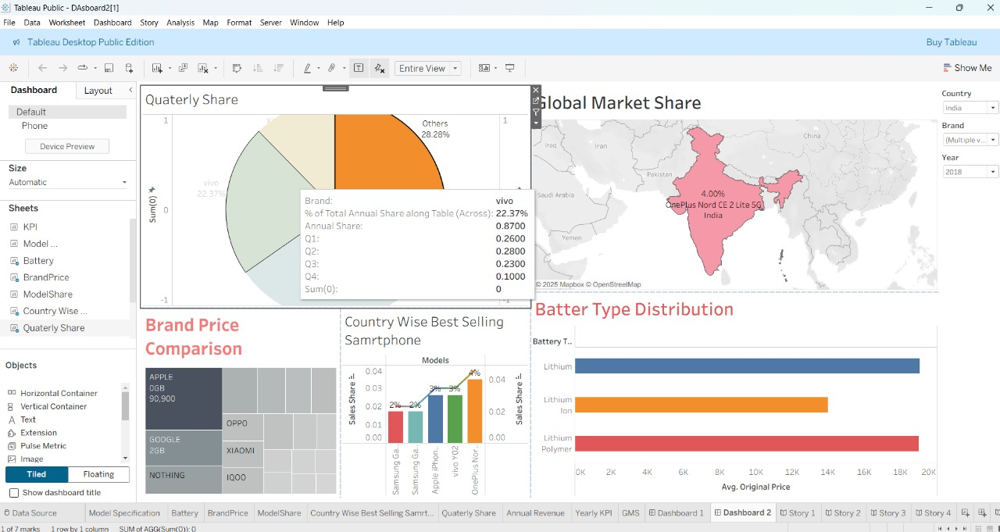 Tableau Public - DAsboard2[1]
File Data Worksheet Dashboard Story Analysis Map Format Server Window Help
Tableau Desktop Public Edition
Buy Tableau
Entire View
Show Me
Dashboard
Layout
Default
Phone
Device Preview
Size
Automatic
Sheets
KPI
Model ...
Battery
BrandPrice
ModelShare
Country Wise ...
Quaterly Share
Objects
Horizontal Container
Vertical Container
Text
Extension
Pulse Metric
Image
Tiled
Floating
Show dashboard title
Quaterly Share
1
0
-1
Sum(0)
1
-1
Others
28.28%
vivo
22.37%
Brand: vivo
% of Total Annual Share along Table (Across): 22.37%
Annual Share: 0.8700
Q1: 0.2600
Q2: 0.2800
Q3: 0.2300
Q4: 0.1000
Sum(0): 0
Global Market Share
China
Iraq
Iran
Pakistan
Saudi Arabia
Yemen
4.00%
OnePlus Nord CE 2 Lite 5G
India
© 2025 Mapbox © OpenStreetMap
Country
India
Brand
(Multiple v...
Year
2018
Brand Price
Comparison
APPLE
0GB
90,900
GOOGLE
2GB
NOTHING
OPPO
XIAOMI
IQOO
Country Wise Best Selling
Samrtphone
Models
Sales Share
0.04
0.03
0.02
0.01
0.00
2%
2%
3%
3%
4%
0.04
0.02
0.00
Sales Share
Samsung Ga..
Samsung Ga..
Apple iPhon..
vivo Y02
OnePlus Nor..
Batter Type Distribution
Battery T..
Lithium
Lithium
Ion
Lithium
Polymer
0K 2K 4K 6K 8K 10K 12K 14K 16K 18K 20K
Avg. Original Price
Data Source
Model Specification
Battery
BrandPrice
ModelShare
Country Wise Best Selling Samrt...
Quaterly Share
Annual Revenue
Yearly KPI
GMS
Dashboard 1
Dashboard 2
Story 1
Story 2
Story 3
Story 4
1 of 7 marks 1 row by 1 column SUM of AGG(Sum(0)): 0